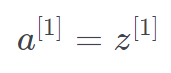 a^{[1]} = z^{[1]}